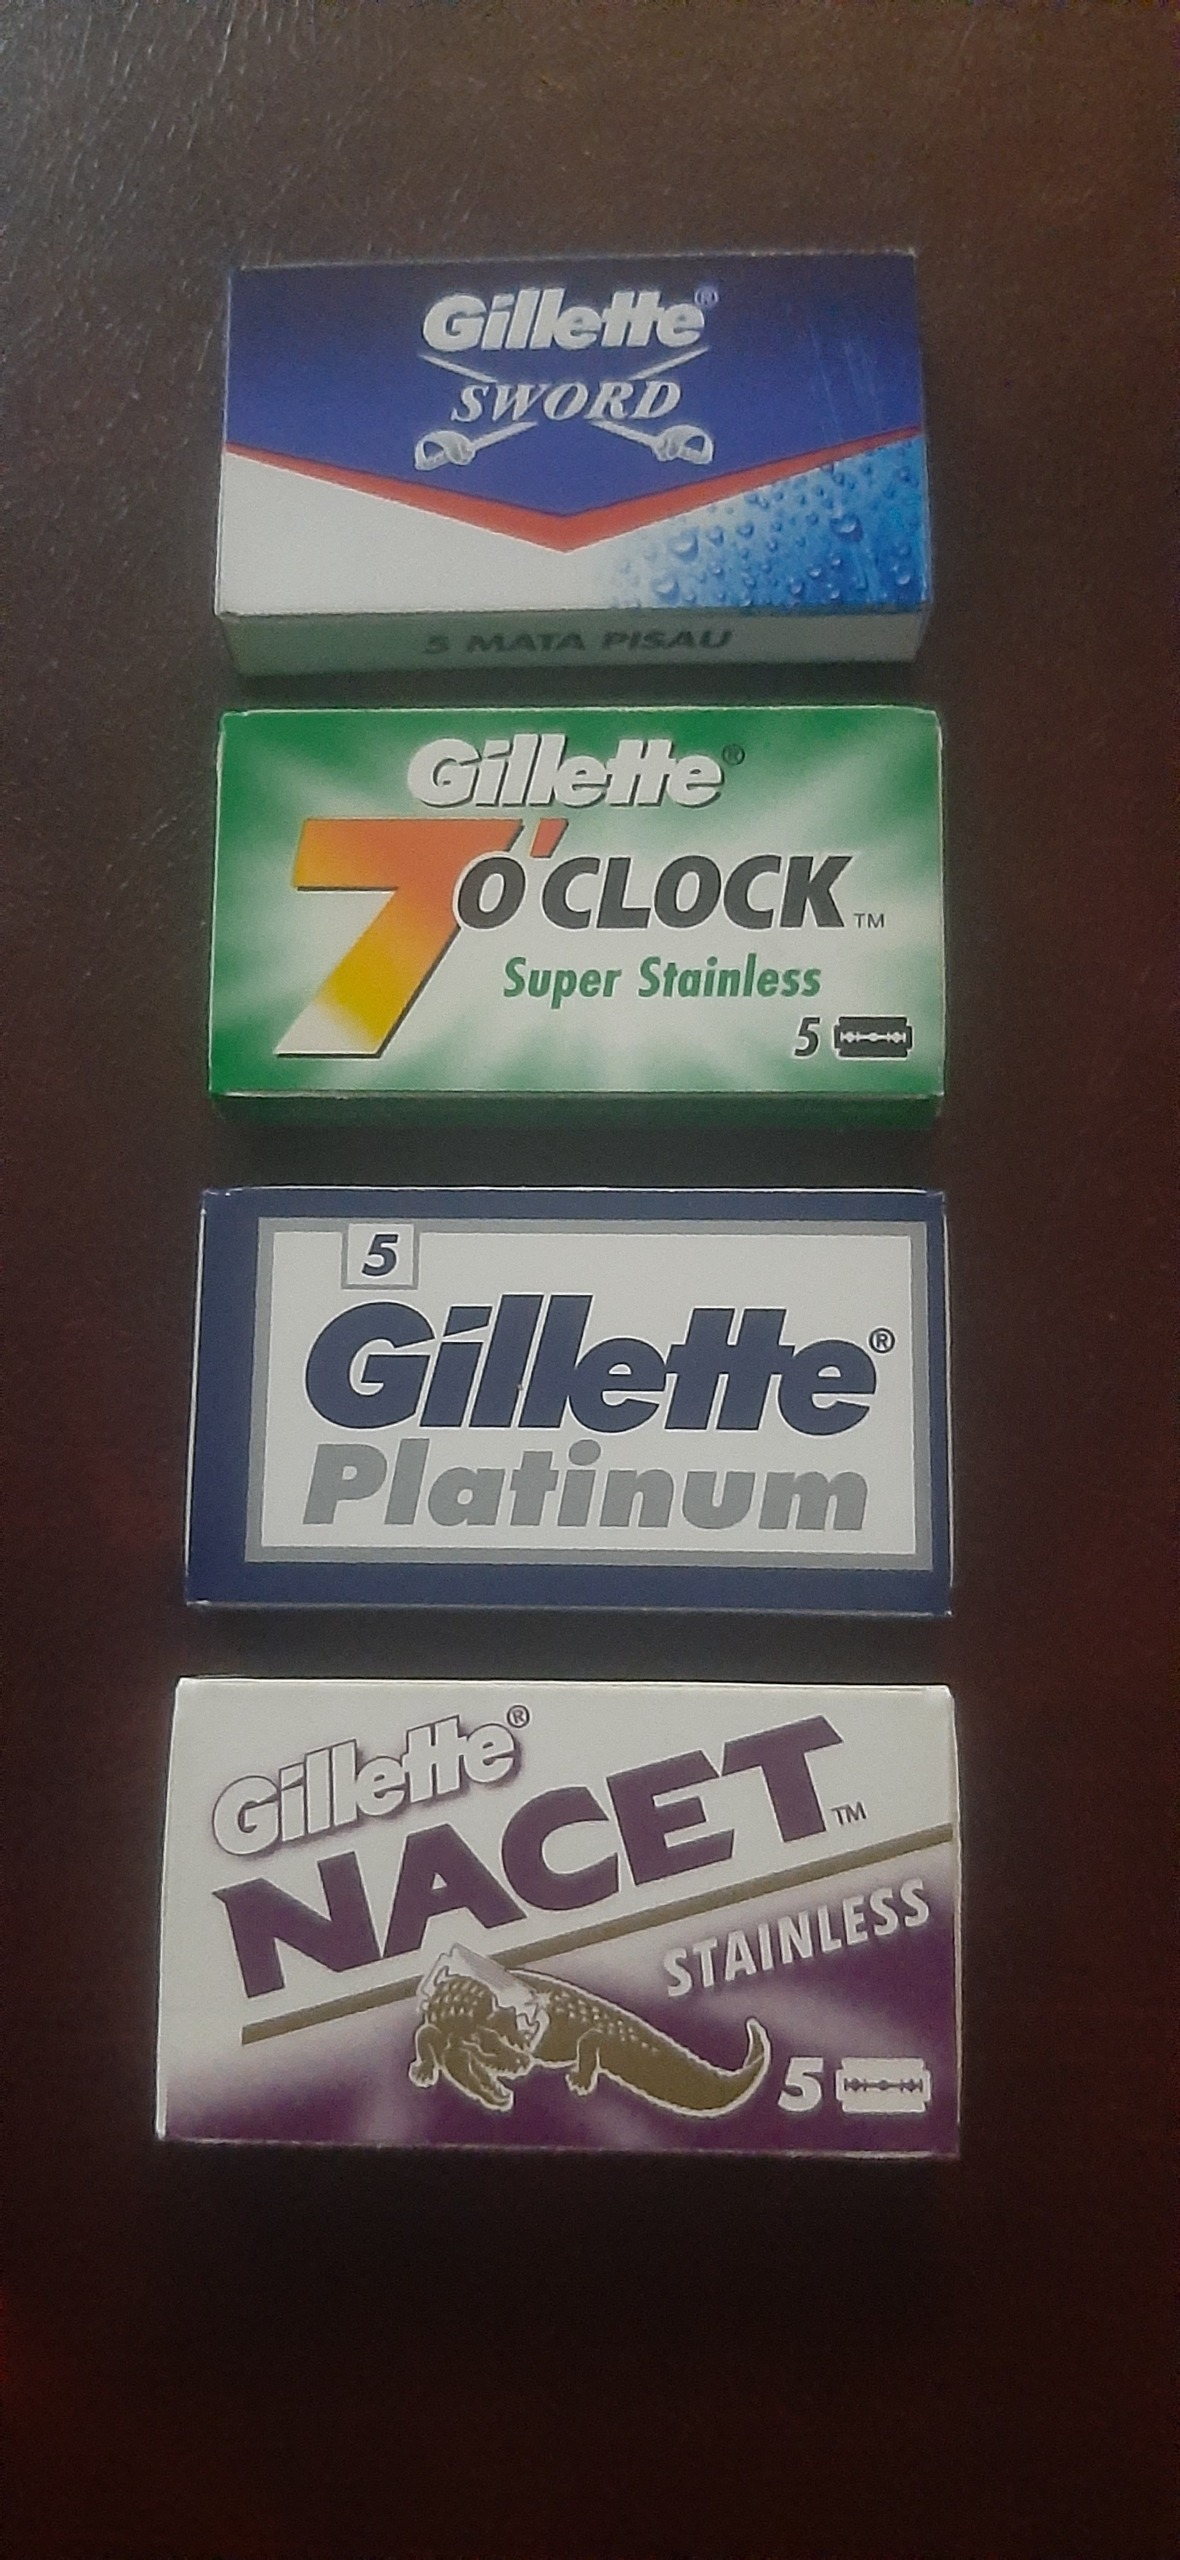 Gillette®
SWORD
5 MATA PISAU
Gillette®
7 O'CLOCK™
Super Stainless
5
5
Gillette®
Platinum
Gillette®
NACET™
STAINLESS
5